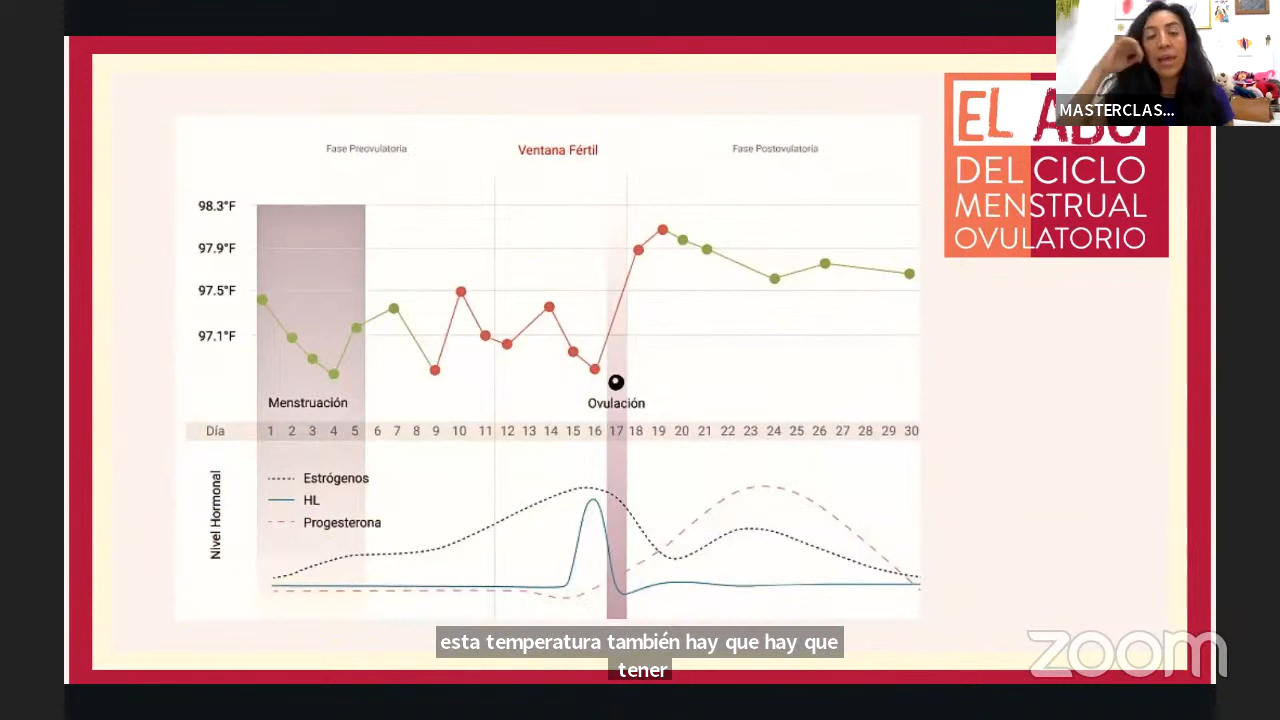 MASTERCLAS...
EL ABC
DEL CICLO
MENSTRUAL
OVULATORIO
Fase Preovulatoria
Ventana Fértil
Fase Postovulatoria
98.3°F
97.9°F
97.5°F
97.1°F
Menstruación
Ovulación
Día 1 2 3 4 5 6 7 8 9 10 11 12 13 14 15 16 17 18 19 20 21 22 23 24 25 26 27 28 29 30
Nivel Hormonal
Estrógenos
HL
Progesterona
esta temperatura también hay que hay que
tener
zoom